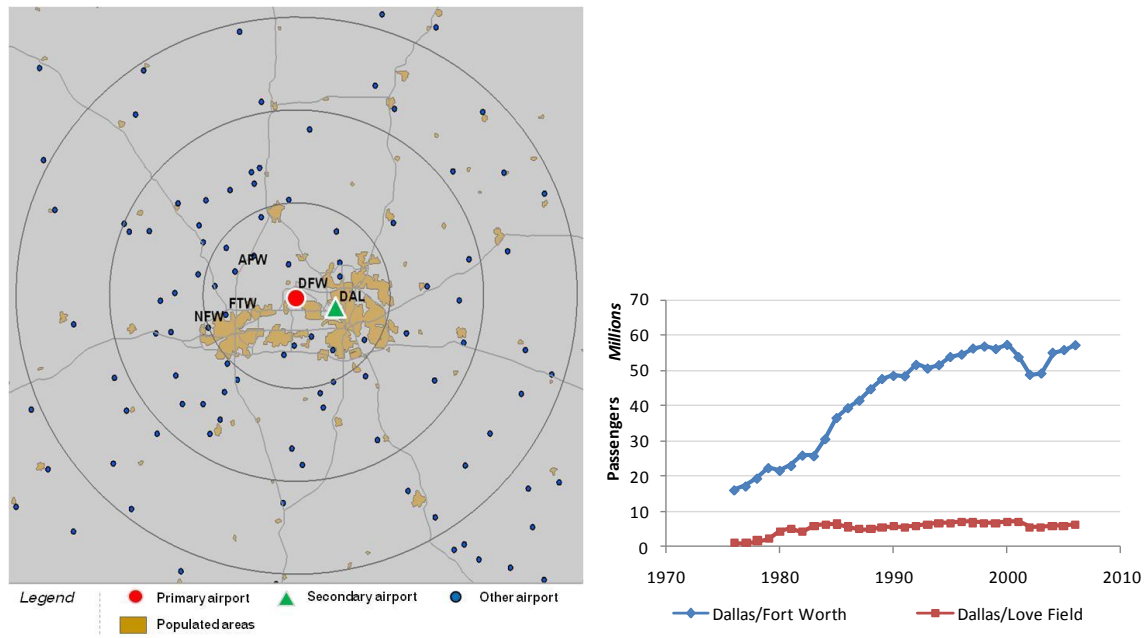 AFW
DFW
DAL
FTW
NFW
Legend
Primary airport
Secondary airport
Other airport
Populated areas
Passengers Millions
70
60
50
40
30
20
10
0
1970 1980 1990 2000 2010
Dallas/Fort Worth
Dallas/Love Field